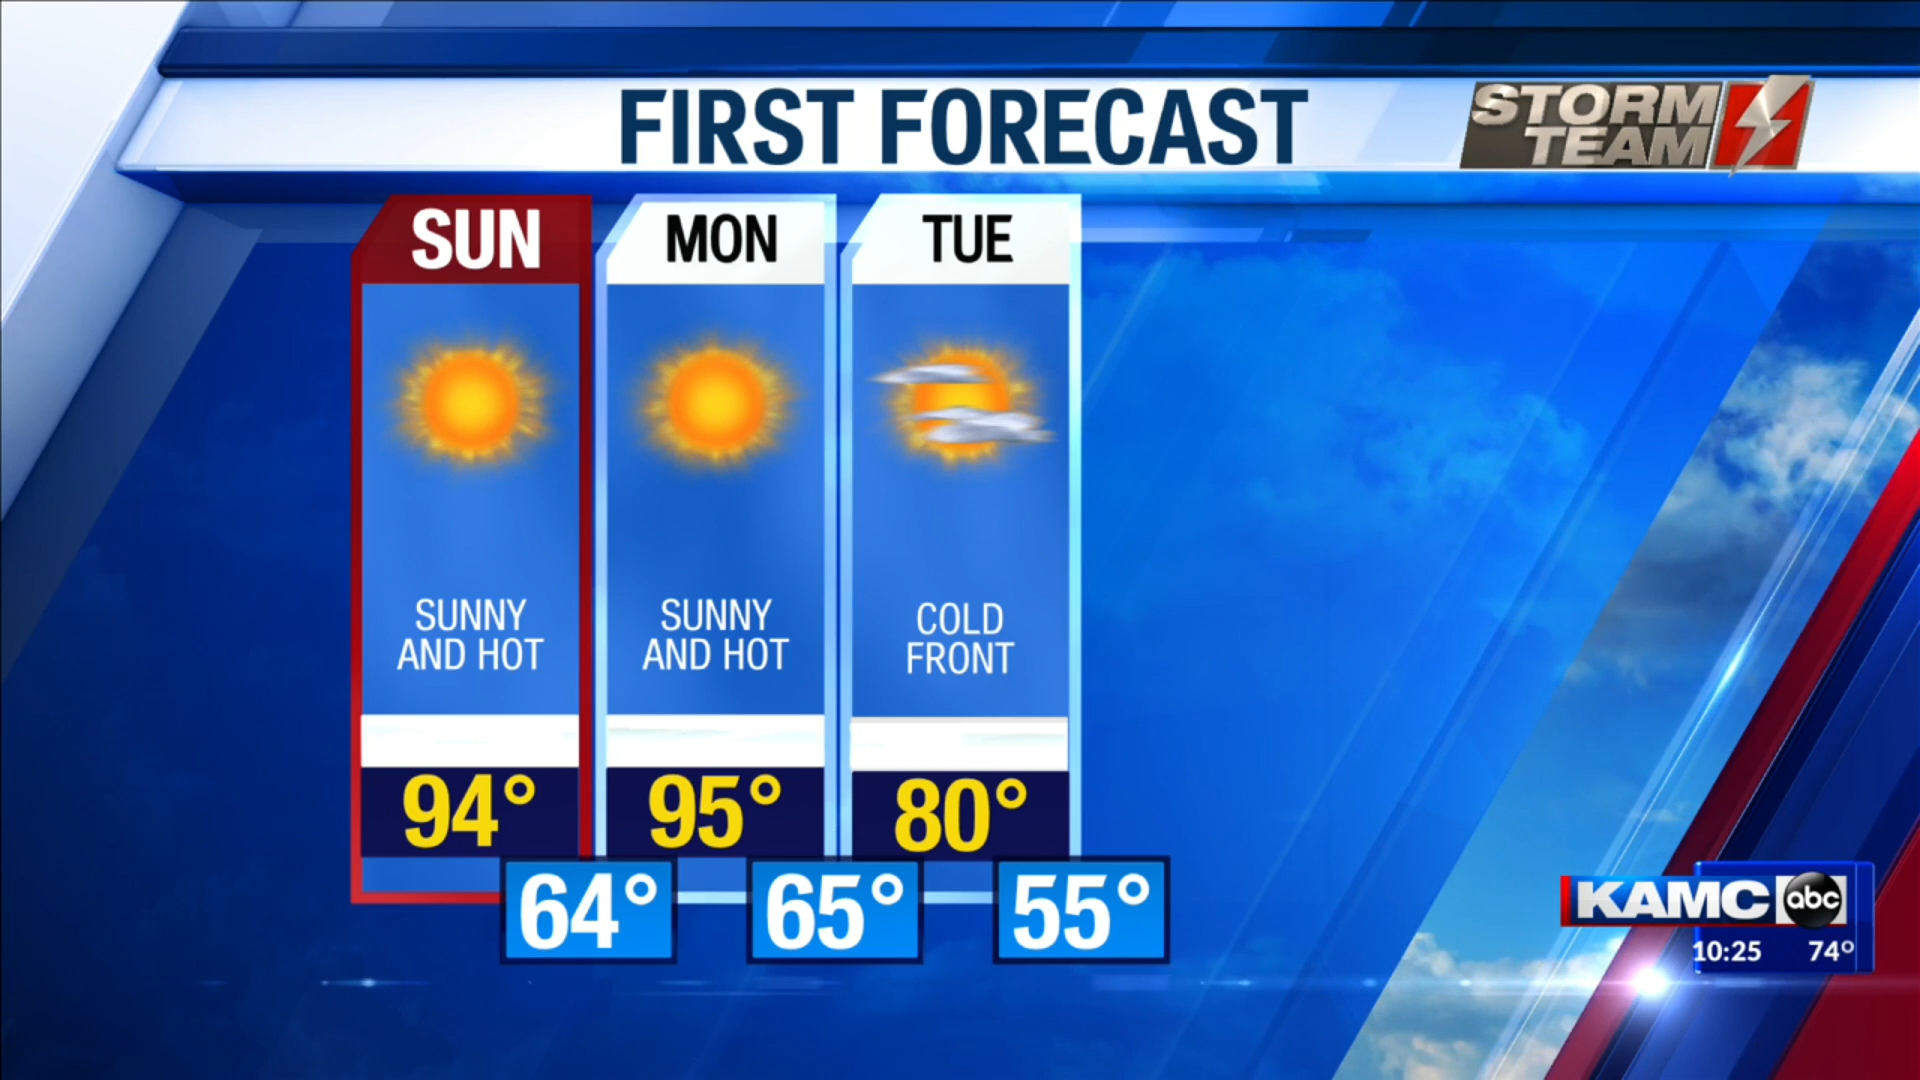 FIRST FORECAST
STORM
TEAM
SUN
MON
TUE
SUNNY
AND HOT
SUNNY
AND HOT
COLD
FRONT
94°
95°
80°
64°
65°
55°
KAMC abc
10:25 74°